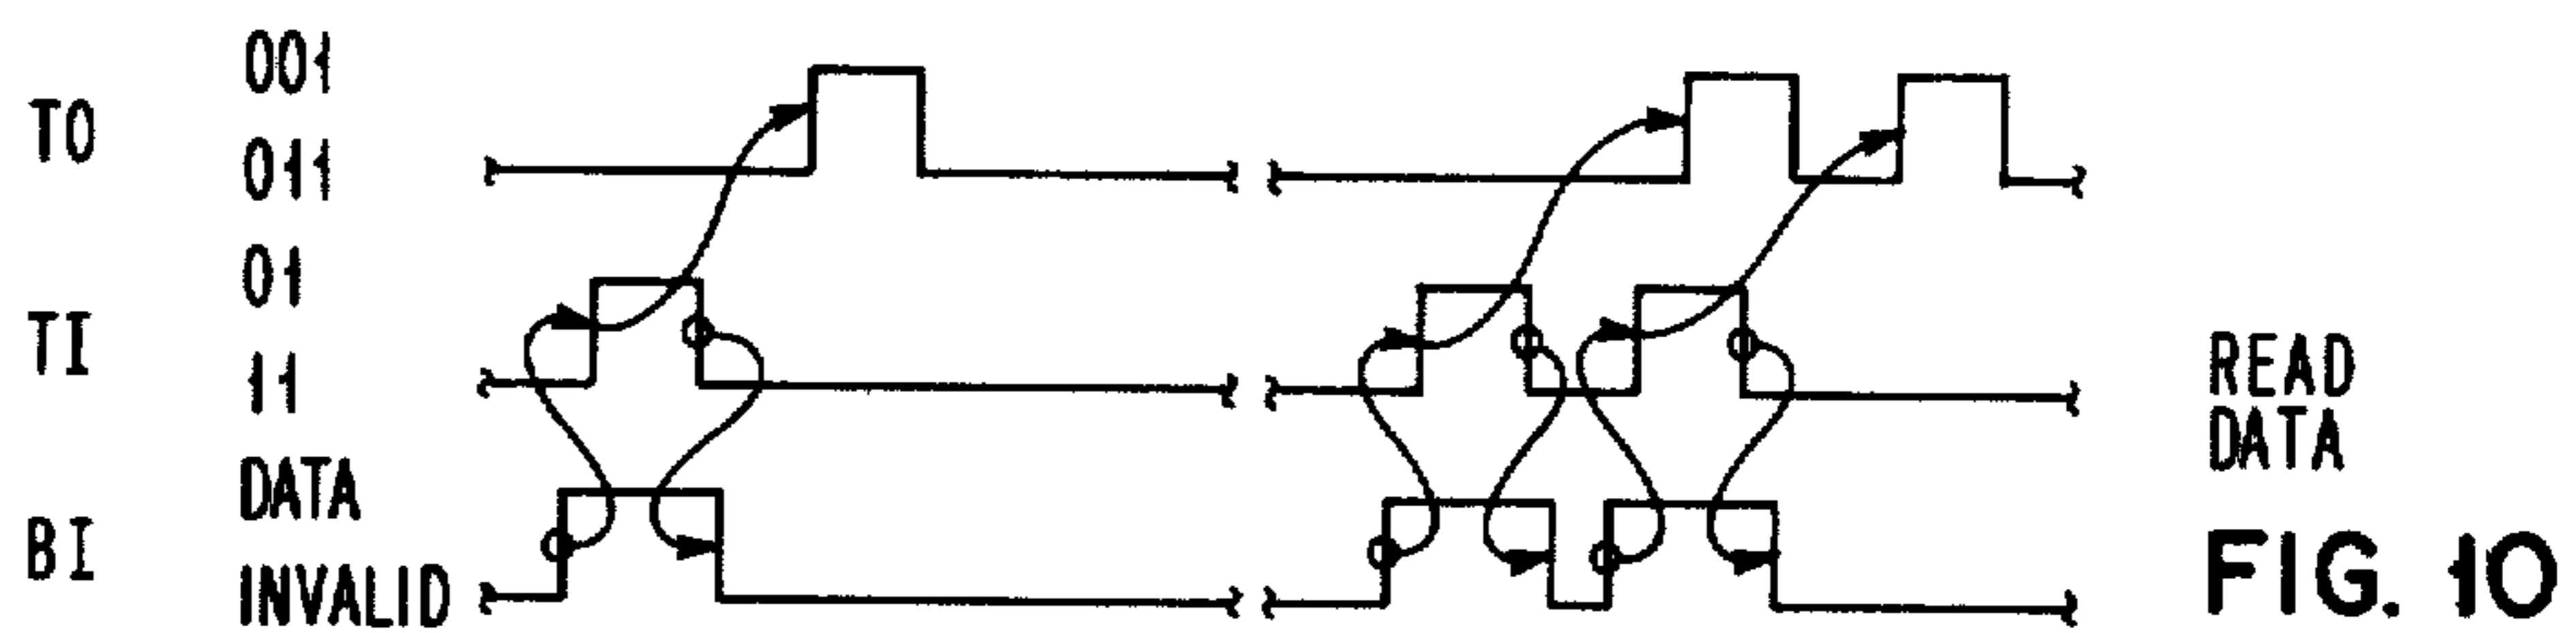 001
TO
011
01
TI
11
DATA
BI
INVALID
READ
DATA
FIG. 10